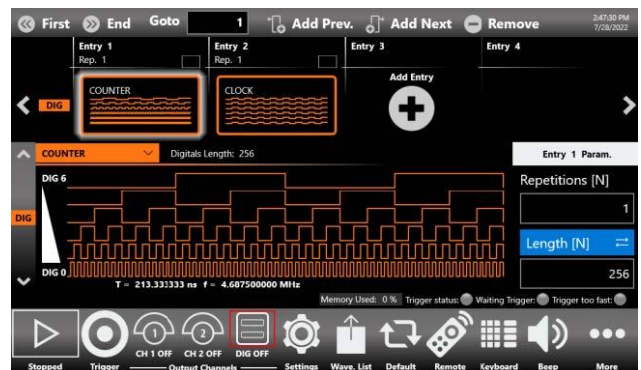 First End Goto 1 Add Prev. Add Next Remove 2:47:30 PM
7/28/2022
Entry 1 Entry 2 Entry 3 Entry 4
Rep. 1 Rep. 1
Add Entry
COUNTER CLOCK
DIG
COUNTER Digitals Length: 256 Entry 1 Param.
DIG 6 Repetitions [N]
1
DIG
Length [N]
DIG 0 256
T = 213.33333 ns f = 4.687500000 MHz
Memory Used: 0 % Trigger status: Waiting Trigger: Trigger too fast:
1 2
CH 1 OFF CH 2 OFF DIG OFF
Stopped Trigger Output Channels Settings Wave. List Default Remote Keyboard Beep More